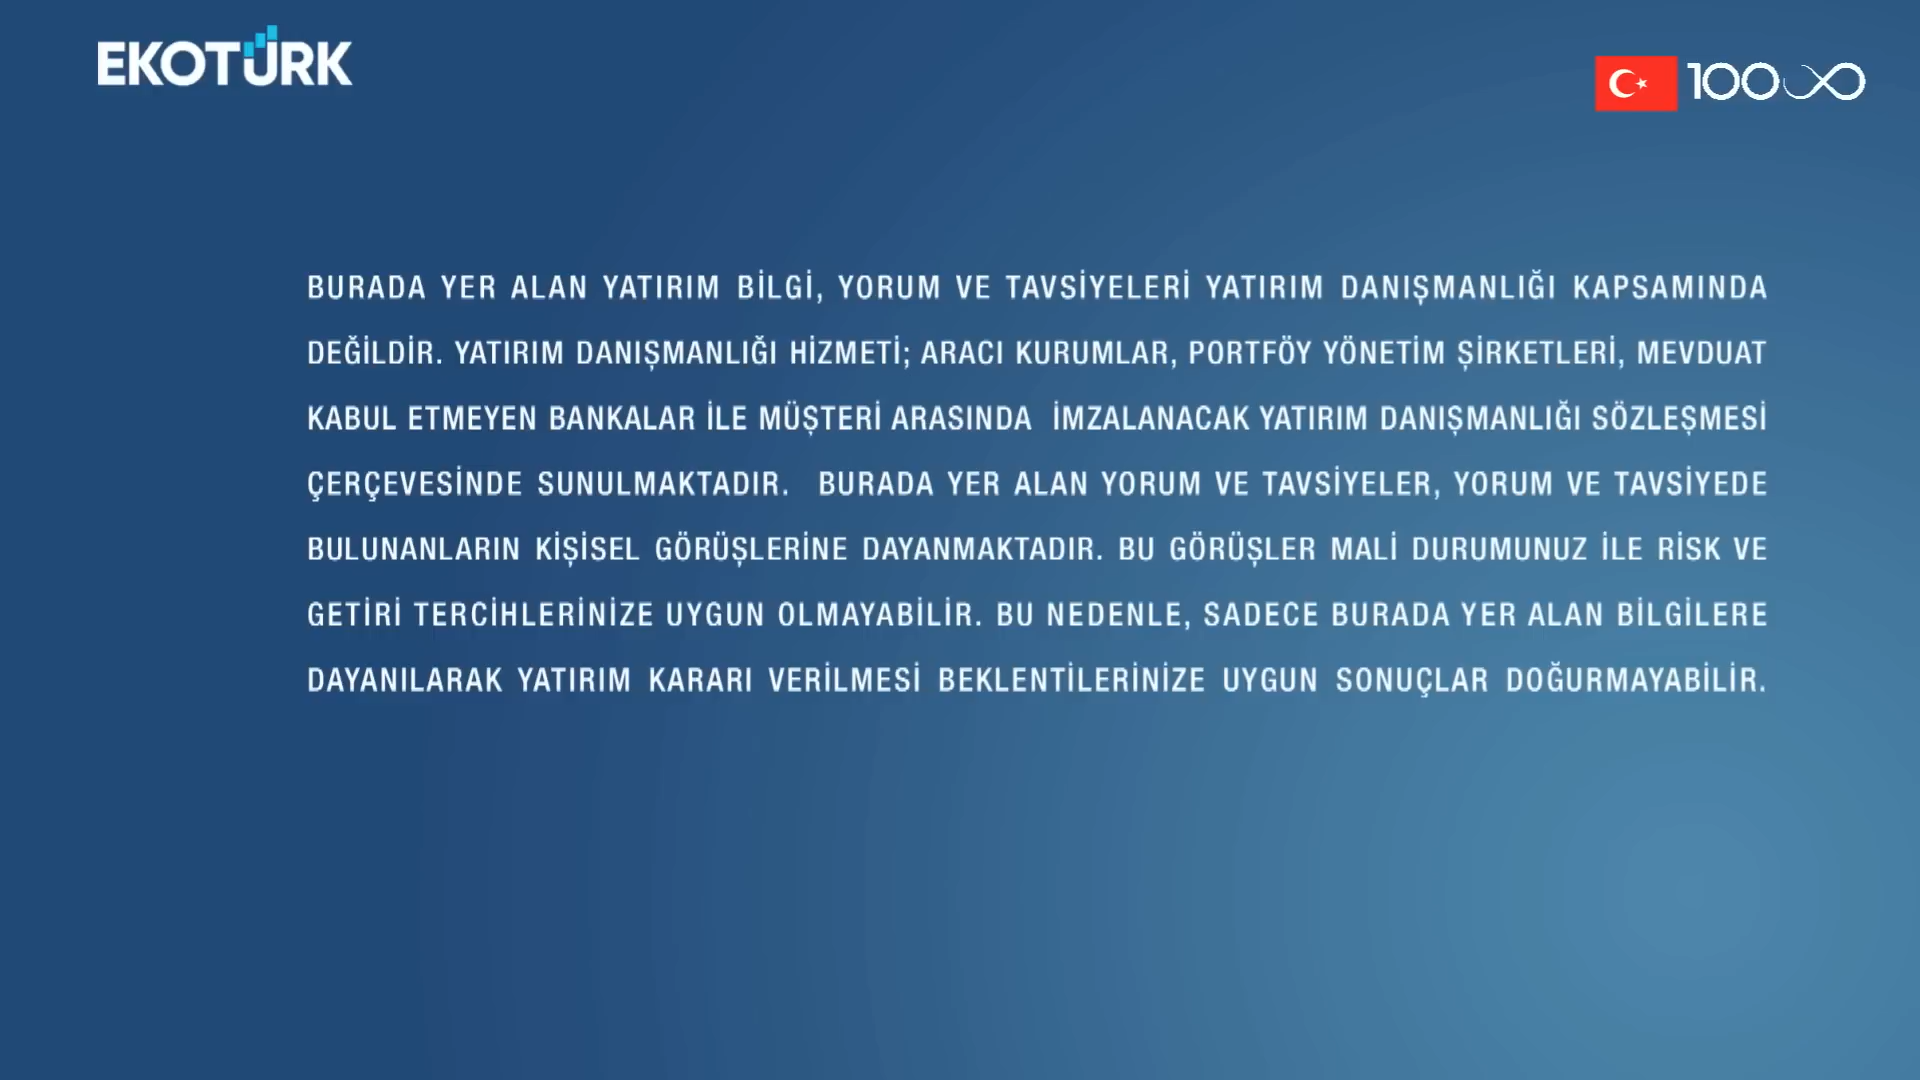 EKOTÜRK
100
BURADA YER ALAN YATIRIM BİLGİ, YORUM VE TAVSİYELERİ YATIRIM DANIŞMANLIĞI KAPSAMINDA
DEĞİLDİR. YATIRIM DANIŞMANLIĞI HİZMETİ; ARACI KURUMLAR, PORTFÖY YÖNETİM ŞİRKETLERİ, MEVDUAT
KABUL ETMEYEN BANKALAR İLE MÜŞTERİ ARASINDA İMZALANACAK YATIRIM DANIŞMANLIĞI SÖZLEŞMESİ
ÇERÇEVESİNDE SUNULMAKTADIR. BURADA YER ALAN YORUM VE TAVSİYELER, YORUM VE TAVSİYEDE
BULUNANLARIN KİŞİSEL GÖRÜŞLERİNE DAYANMAKTADIR. BU GÖRÜŞLER MALİ DURUMUNUZ İLE RİSK VE
GETİRİ TERCİHLERİNİZE UYGUN OLMAYABİLİR. BU NEDENLE, SADECE BURADA YER ALAN BİLGİLERE
DAYANILARAK YATIRIM KARARI VERİLMESİ BEKLENTİLERİNİZE UYGUN SONUÇLAR DOĞURMAYABİLİR.